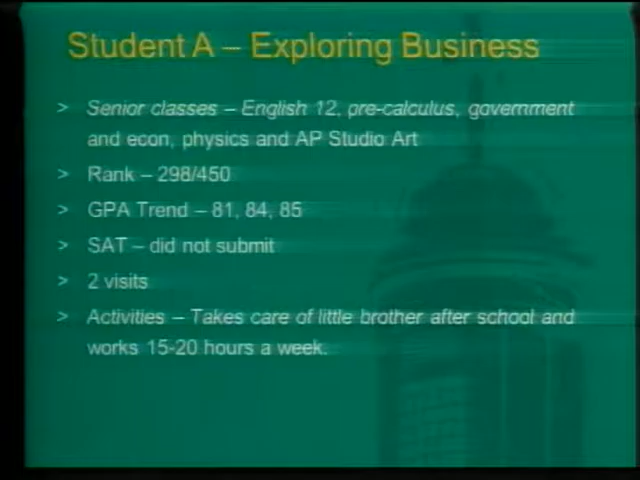 Student A – Exploring Business
> Senior classes – English 12, pre-calculus, government
and econ, physics and AP Studio Art
> Rank – 298/450
> GPA Trend – 81, 84, 85
> SAT – did not submit
> 2 visits
> Activities – Takes care of little brother after school and
works 15-20 hours a week.